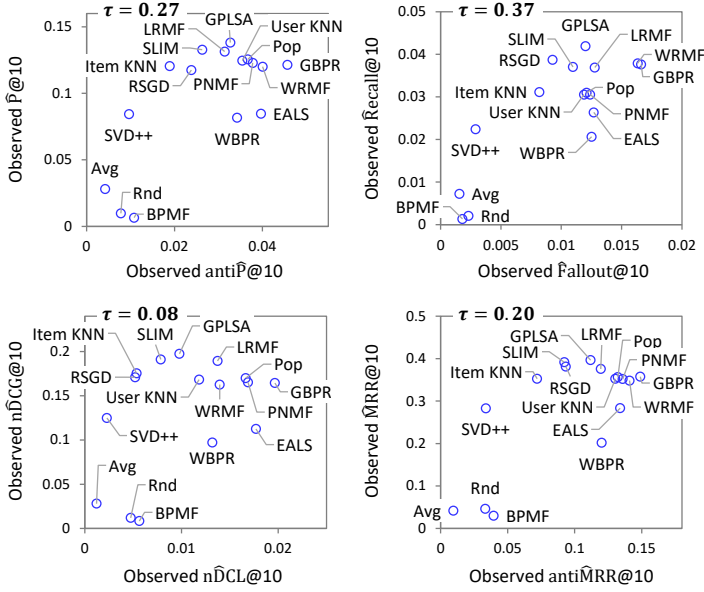 τ = 0.27
Observed P̂@10
0.15
0.1
0.05
0
GPLSA
LRMF
User KNN
SLIM
Pop
Item KNN
GBPR
RSGD
PNMF
WRMF
SVD++
WBPR
EALS
Avg
Rnd
BPMF
0 0.02 0.04
Observed antiP̂@10
τ = 0.37
Observed R̂ecall@10
0.05
0.04
0.03
0.02
0.01
0
GPLSA
LRMF
SLIM
RSGD
WRMF
GBPR
Item KNN
Pop
User KNN
PNMF
SVD++
EALS
WBPR
Avg
BPMF
Rnd
0 0.005 0.01 0.015 0.02
Observed F̂allout@10
τ = 0.08
Observed nD̂CG@10
0.2
0.15
0.1
0.05
0
Item KNN
SLIM
GPLSA
LRMF
RSGD
Pop
User KNN
GBPR
WRMF
PNMF
SVD++
WBPR
EALS
Avg
Rnd
BPMF
0 0.01 0.02
Observed nD̂CL@10
τ = 0.20
Observed M̂RR@10
0.5
0.4
0.3
0.2
0.1
0
GPLSA
LRMF
Pop
SLIM
PNMF
Item KNN
RSGD
GBPR
User KNN
WRMF
SVD++
EALS
WBPR
Rnd
Avg
BPMF
0 0.05 0.1 0.15
Observed antiM̂RR@10